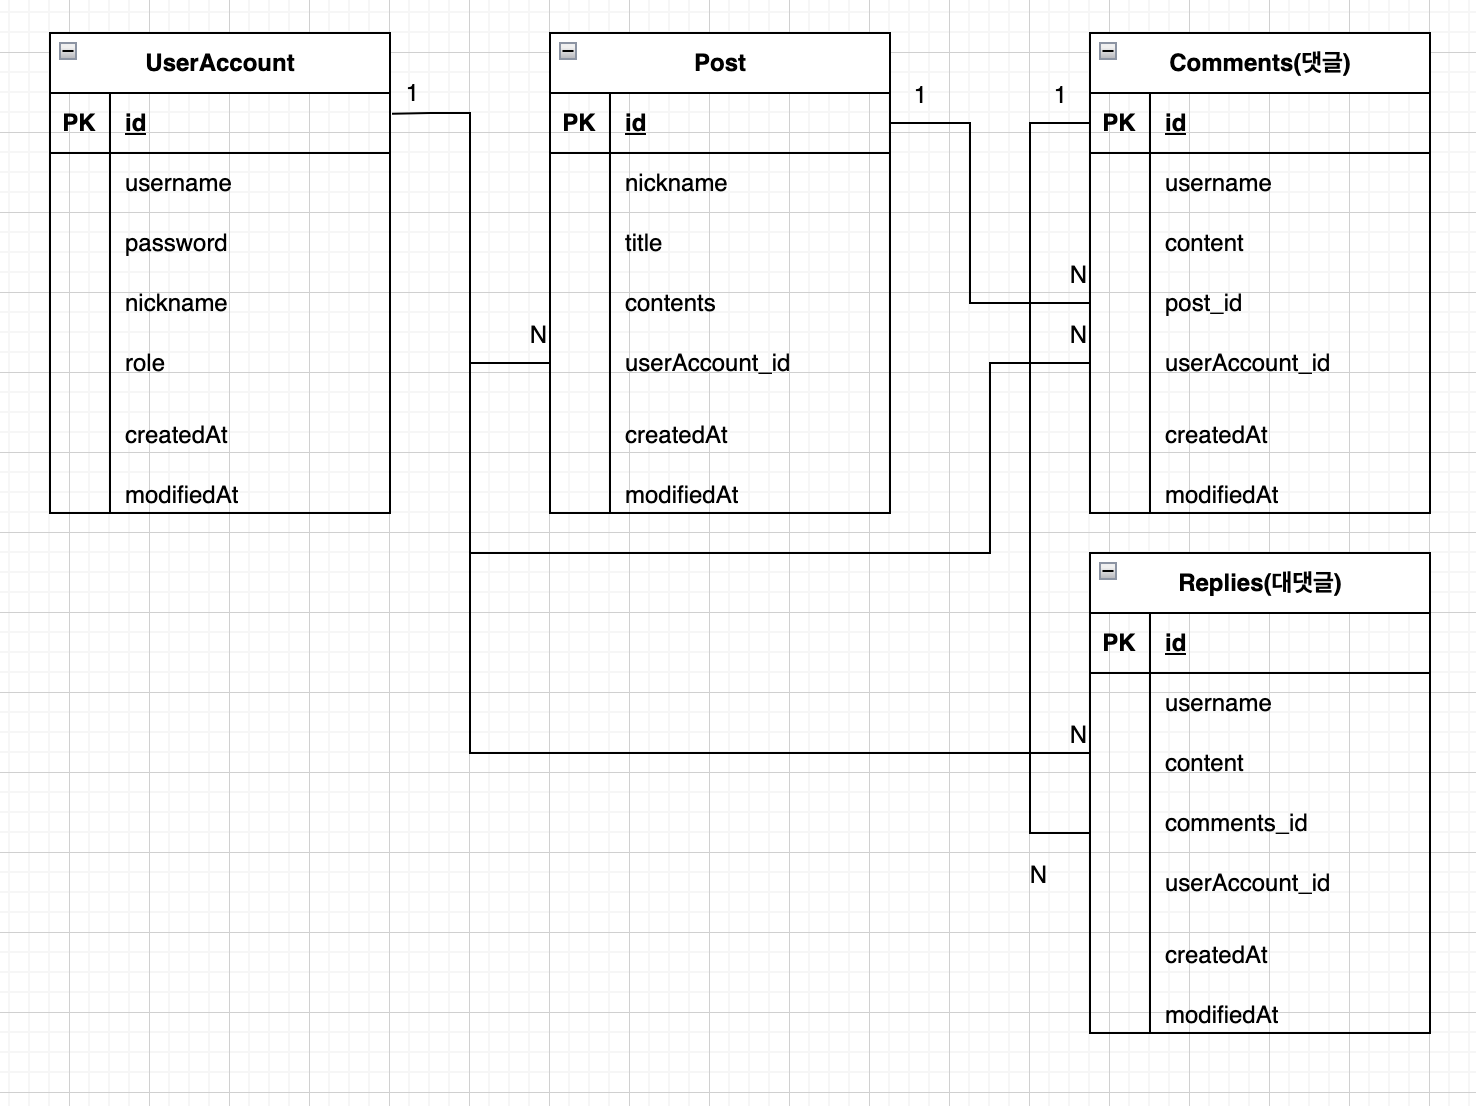 UserAccount
PK id
username
password
nickname
role
createdAt
modifiedAt
1
N
Post
PK id
nickname
title
contents
userAccount_id
createdAt
modifiedAt
1
1
N
N
Comments(댓글)
PK id
username
content
post_id
userAccount_id
createdAt
modifiedAt
Replies(대댓글)
PK id
username
content
comments_id
userAccount_id
createdAt
modifiedAt
N
N